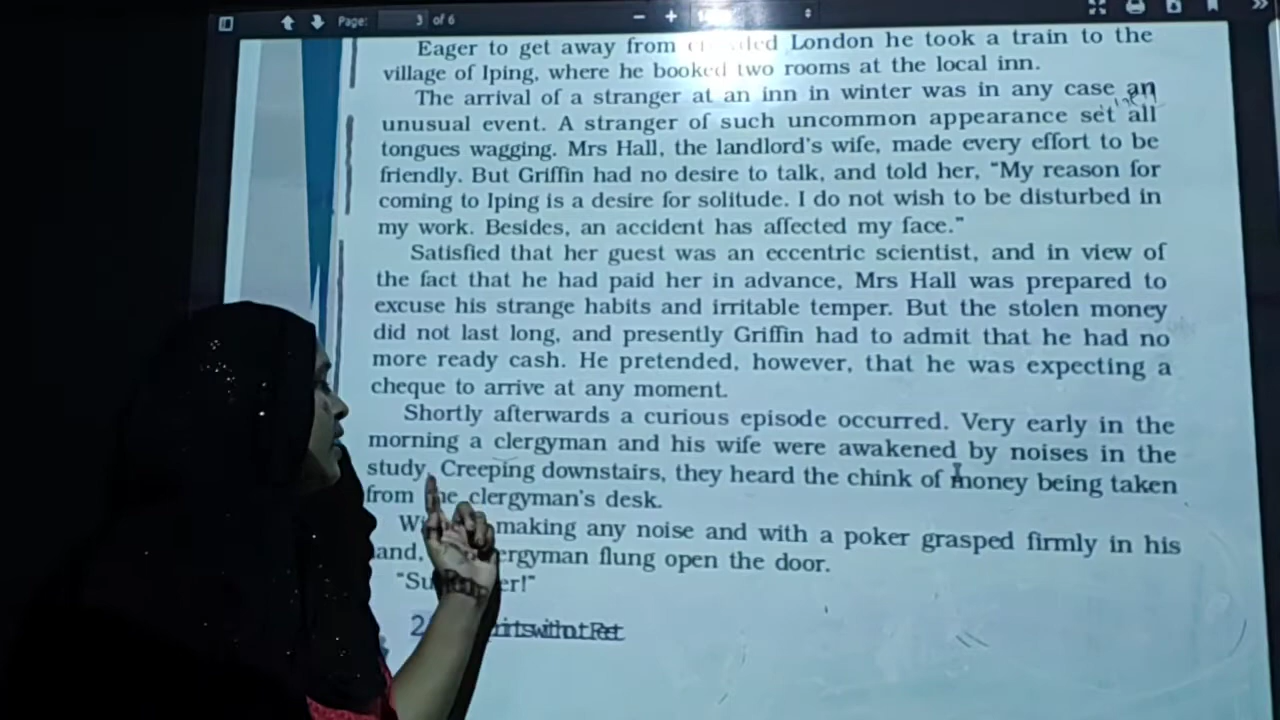 Page: 3 of 6
Eager to get away from London he took a train to the
village of Iping, where he booked two rooms at the local inn.
The arrival of a stranger at an inn in winter was in any case an
unusual event. A stranger of such uncommon appearance set all
tongues wagging. Mrs Hall, the landlord's wife, made every effort to be
friendly. But Griffin had no desire to talk, and told her, “My reason for
coming to Iping is a desire for solitude. I do not wish to be disturbed in
my work. Besides, an accident has affected my face.”
Satisfied that her guest was an eccentric scientist, and in view of
the fact that he had paid her in advance, Mrs Hall was prepared to
excuse his strange habits and irritable temper. But the stolen money
did not last long, and presently Griffin had to admit that he had no
more ready cash. He pretended, however, that he was expecting a
cheque to arrive at any moment.
Shortly afterwards a curious episode occurred. Very early in the
morning a clergyman and his wife were awakened by noises in the
study. Creeping downstairs, they heard the chink of money being taken
from the clergyman's desk.
making any noise and with a poker grasped firmly in his
flung open the door.